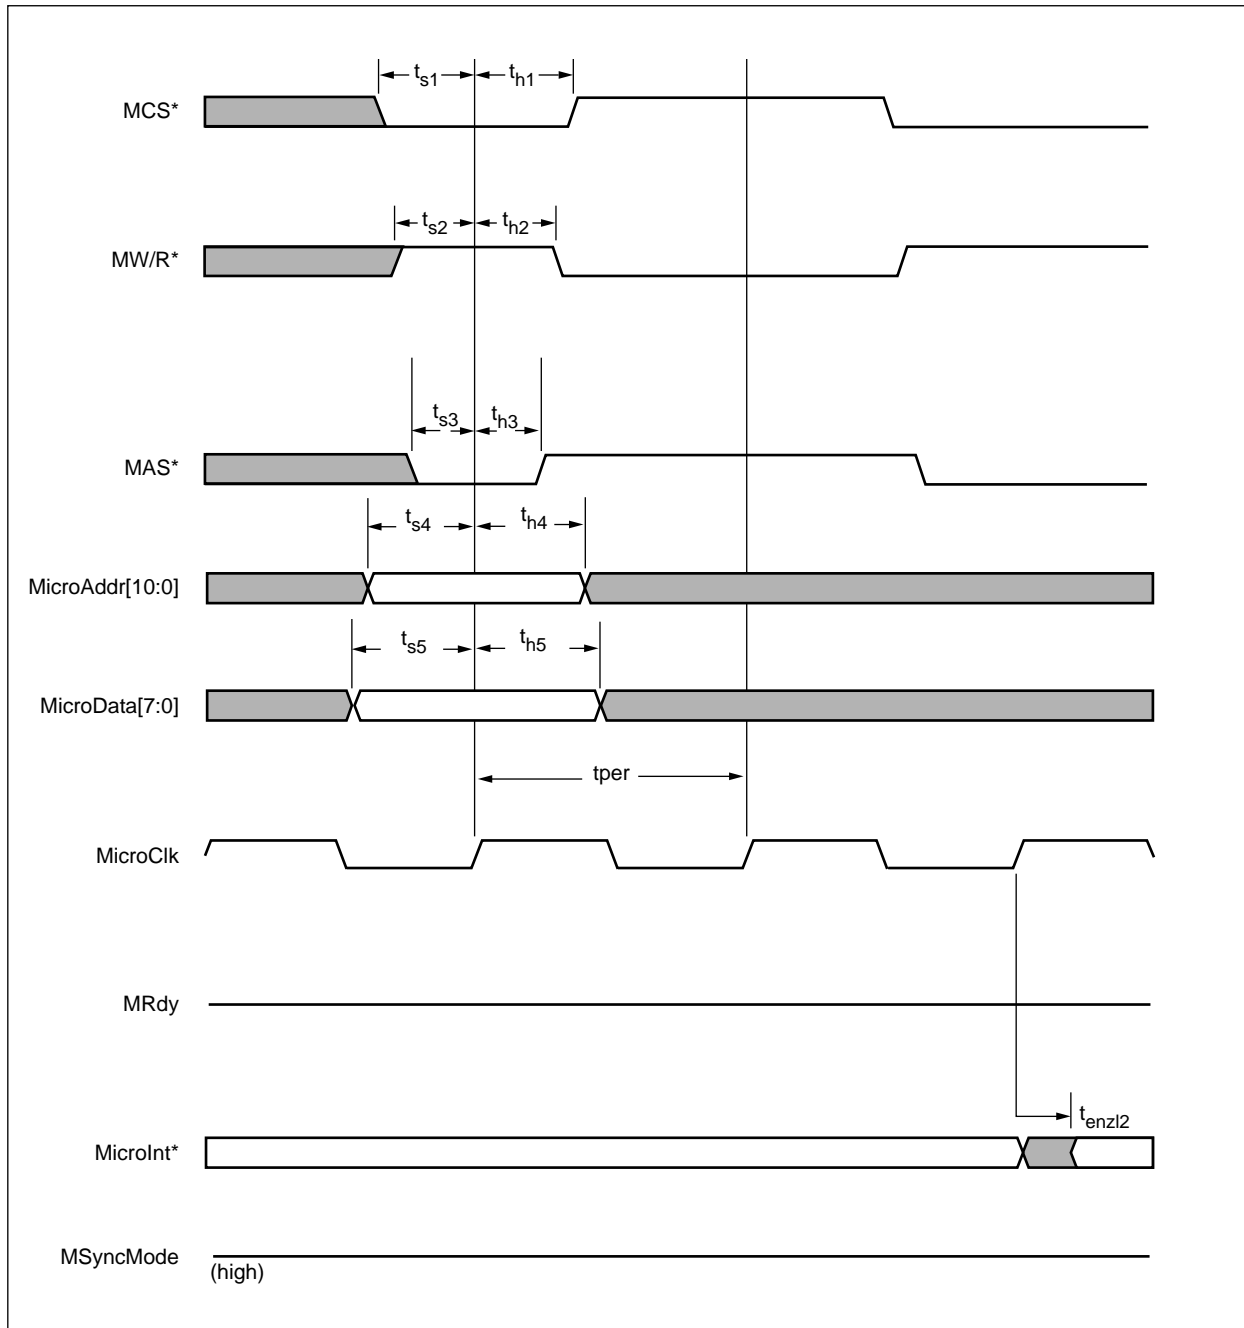 ts1 th1
MCS*
ts2 th2
MW/R*
ts3 th3
MAS*
ts4 th4
MicroAddr[10:0]
ts5 th5
MicroData[7:0]
tper
MicroClk
MRdy
tenzl2
MicroInt*
MSyncMode
(high)